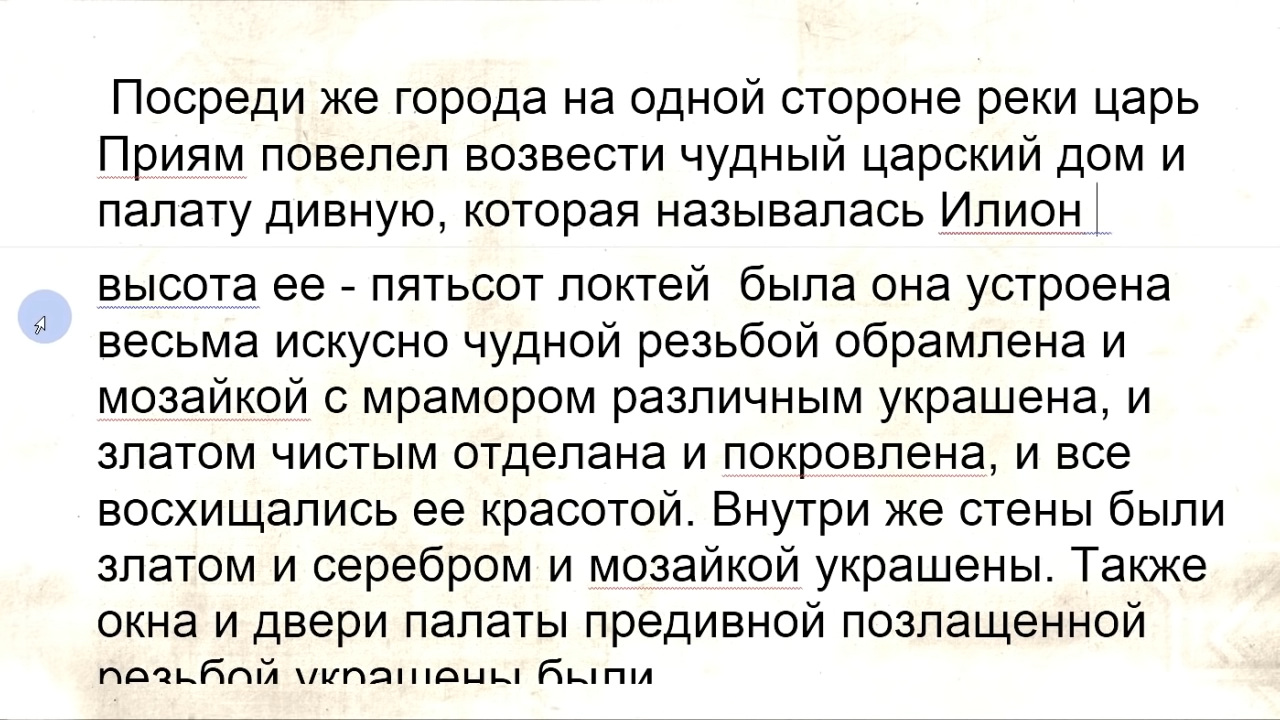 Посреди же города на одной стороне реки царь
Приям повелел возвести чудный царский дом и
палату дивную, которая называлась Илион
высота ее - пятьсот локтей была она устроена
весьма искусно чудной резьбой обрамлена и
мозайкой с мрамором различным украшена, и
златом чистым отделана и покровлена, и все
восхищались ее красотой. Внутри же стены были
златом и серебром и мозайкой украшены. Также
окна и двери палаты предивной позлащенной
резьбой украшены были